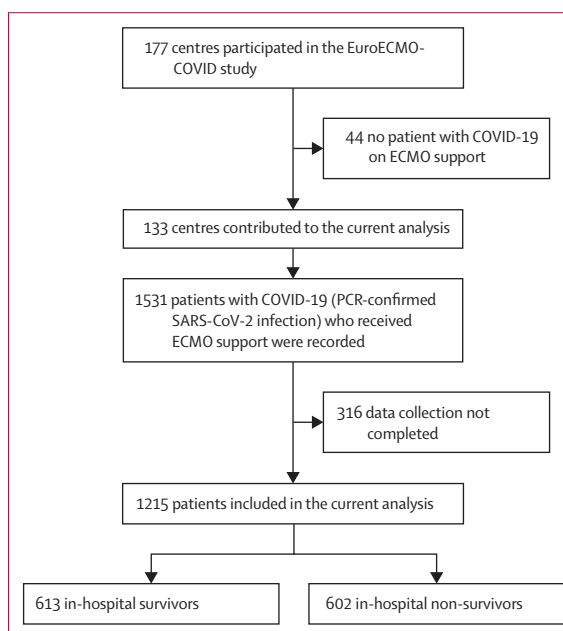 177 centres participated in the EuroECMO-
COVID study
44 no patient with COVID-19
on ECMO support
133 centres contributed to the current analysis
1531 patients with COVID-19 (PCR-confirmed
SARS-CoV-2 infection) who received
ECMO support were recorded
316 data collection not
completed
1215 patients included in the current analysis
613 in-hospital survivors
602 in-hospital non-survivors